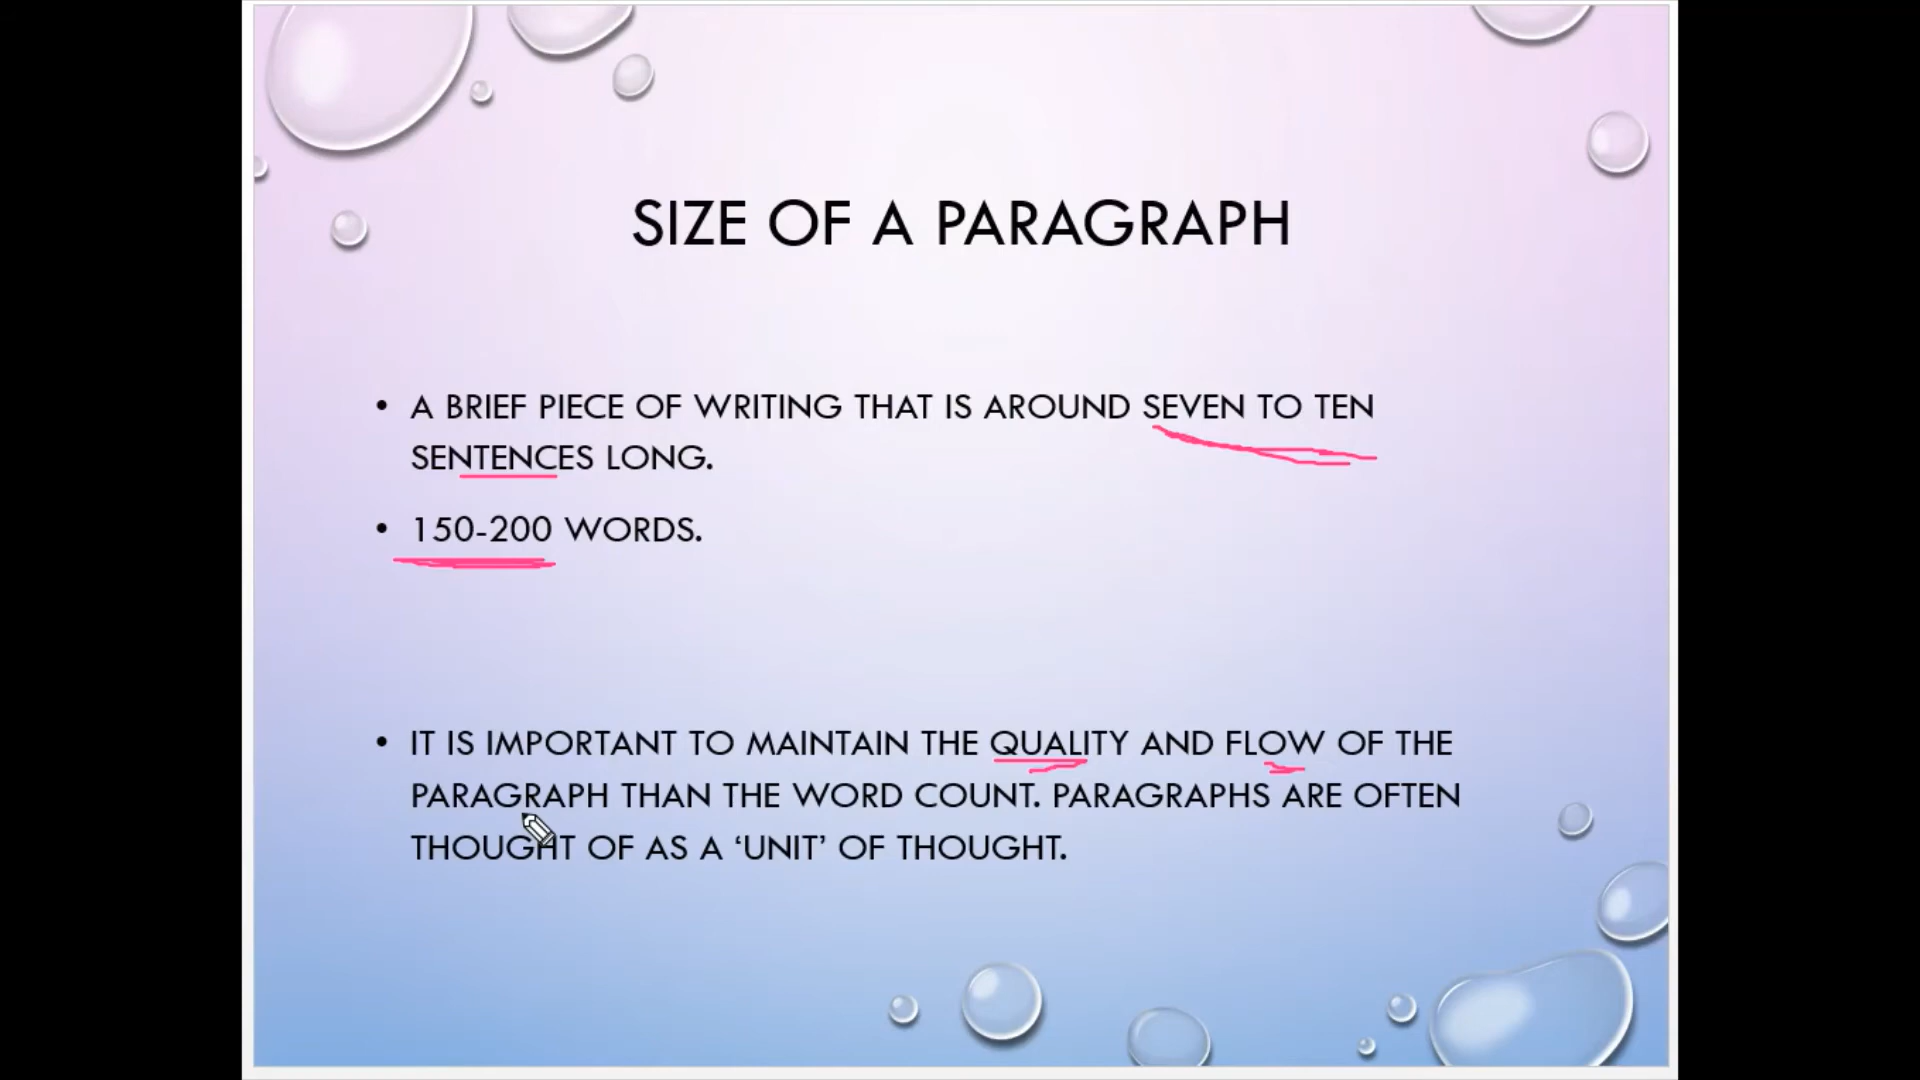 SIZE OF A PARAGRAPH
• A BRIEF PIECE OF WRITING THAT IS AROUND SEVEN TO TEN
SENTENCES LONG.
• 150-200 WORDS.
• IT IS IMPORTANT TO MAINTAIN THE QUALITY AND FLOW OF THE
PARAGRAPH THAN THE WORD COUNT. PARAGRAPHS ARE OFTEN
THOUGHT OF AS A ‘UNIT’ OF THOUGHT.